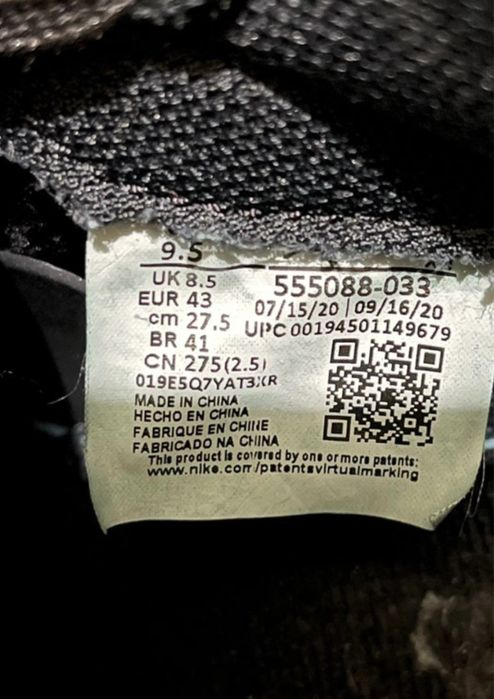 9.5
UK 8.5
EUR 43
cm 27.5
BR 41
CN 275(2.5)
555088-033
07/15/20 | 09/16/20
UPC 00194501149679
MADE IN CHINA
HECHO EN CHINA
FABRIQUE EN CHINE
FABRICADO NA CHINA
This product is covered by one or more patents:
www.nike.com/patentsvirtualmarking